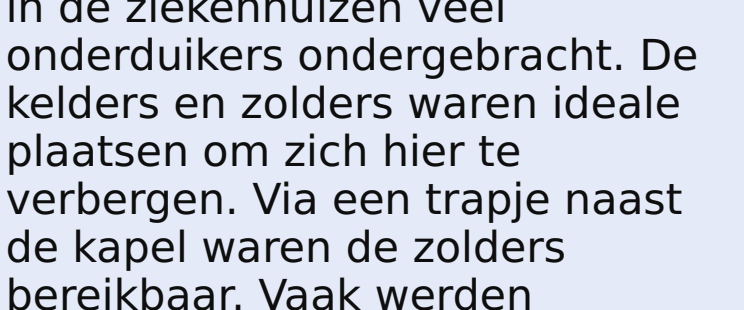 in de ziekenhuizen veel
onderduikers ondergebracht. De
kelders en zolders waren ideale
plaatsen om zich hier te
verbergen. Via een trapje naast
de kapel waren de zolders
bereikbaar. Vaak werden